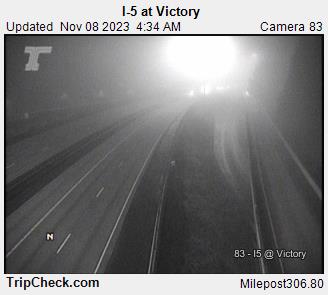 I-5 at Victory
Updated Nov 08 2023 4:34 AM Camera 83
T
N
83 - I5 @ Victory
TripCheck.com Milepost306.80